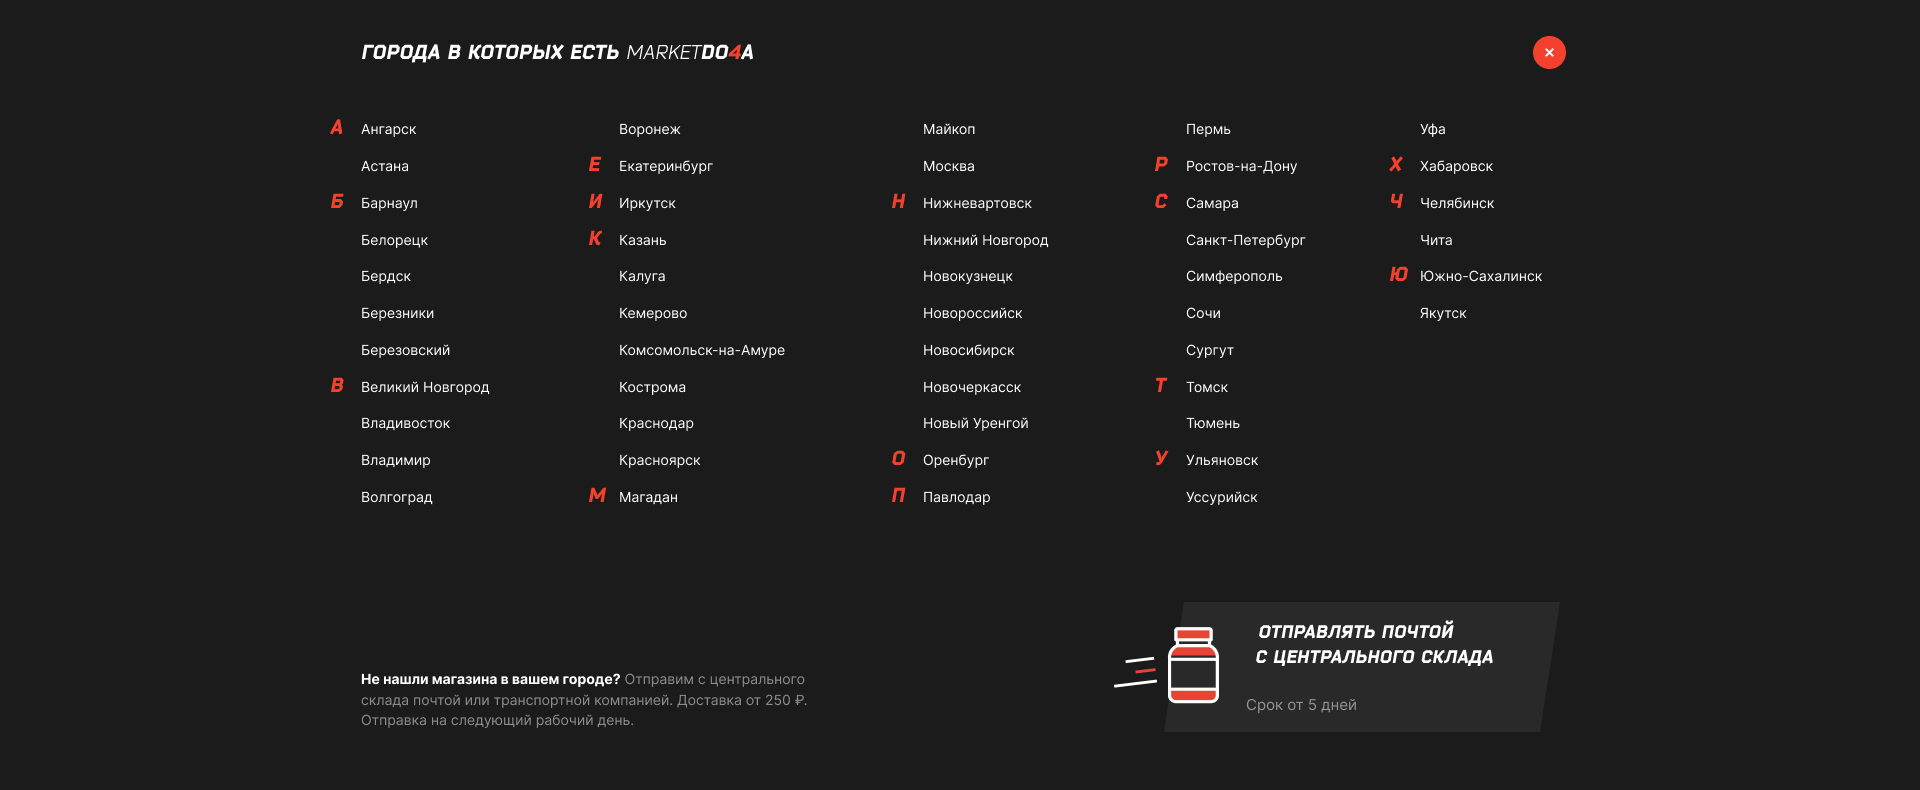 ГОРОДА В КОТОРЫХ ЕСТЬ MARKETDO4A
А Ангарск
Астана
Б Барнаул
Белорецк
Бердск
Березники
Березовский
В Великий Новгород
Владивосток
Владимир
Волгоград
Воронеж
Е Екатеринбург
И Иркутск
К Казань
Калуга
Кемерово
Комсомольск-на-Амуре
Кострома
Краснодар
Красноярск
М Магадан
Майкоп
Москва
Н Нижневартовск
Нижний Новгород
Новокузнецк
Новороссийск
Новосибирск
Новочеркасск
Новый Уренгой
О Оренбург
П Павлодар
Пермь
Р Ростов-на-Дону
С Самара
Санкт-Петербург
Симферополь
Сочи
Сургут
Т Томск
Тюмень
У Ульяновск
Уссурийск
Уфа
Х Хабаровск
Ч Челябинск
Чита
Ю Южно-Сахалинск
Якутск
Не нашли магазина в вашем городе? Отправим с центрального
склада почтой или транспортной компанией. Доставка от 250 ₽.
Отправка на следующий рабочий день.
ОТПРАВЛЯТЬ ПОЧТОЙ
С ЦЕНТРАЛЬНОГО СКЛАДА
Срок от 5 дней